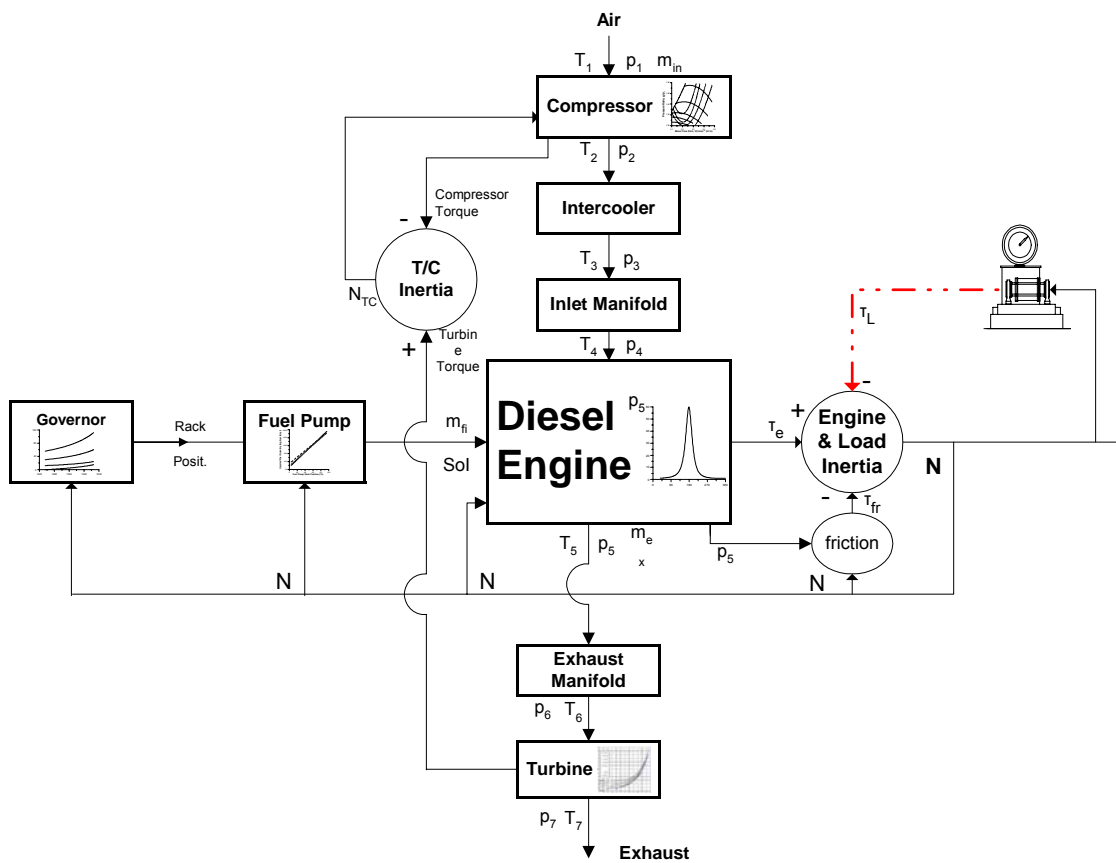 Air
T1 p1 min
Compressor
T2 p2
Compressor
Torque
-
Intercooler
T3 p3
T/C
Inertia
NTC
Inlet Manifold
τL
+
Turbin
e
Torque
T4 p4
-
Governor
Rack
Posit.
Fuel Pump
mfi
SoI
Diesel
Engine
p5
τe
+
Engine
& Load
Inertia
N
-
τfr
friction
T5 p5 me
x
p5
N
N
N
Exhaust
Manifold
p6 T6
Turbine
p7 T7
Exhaust